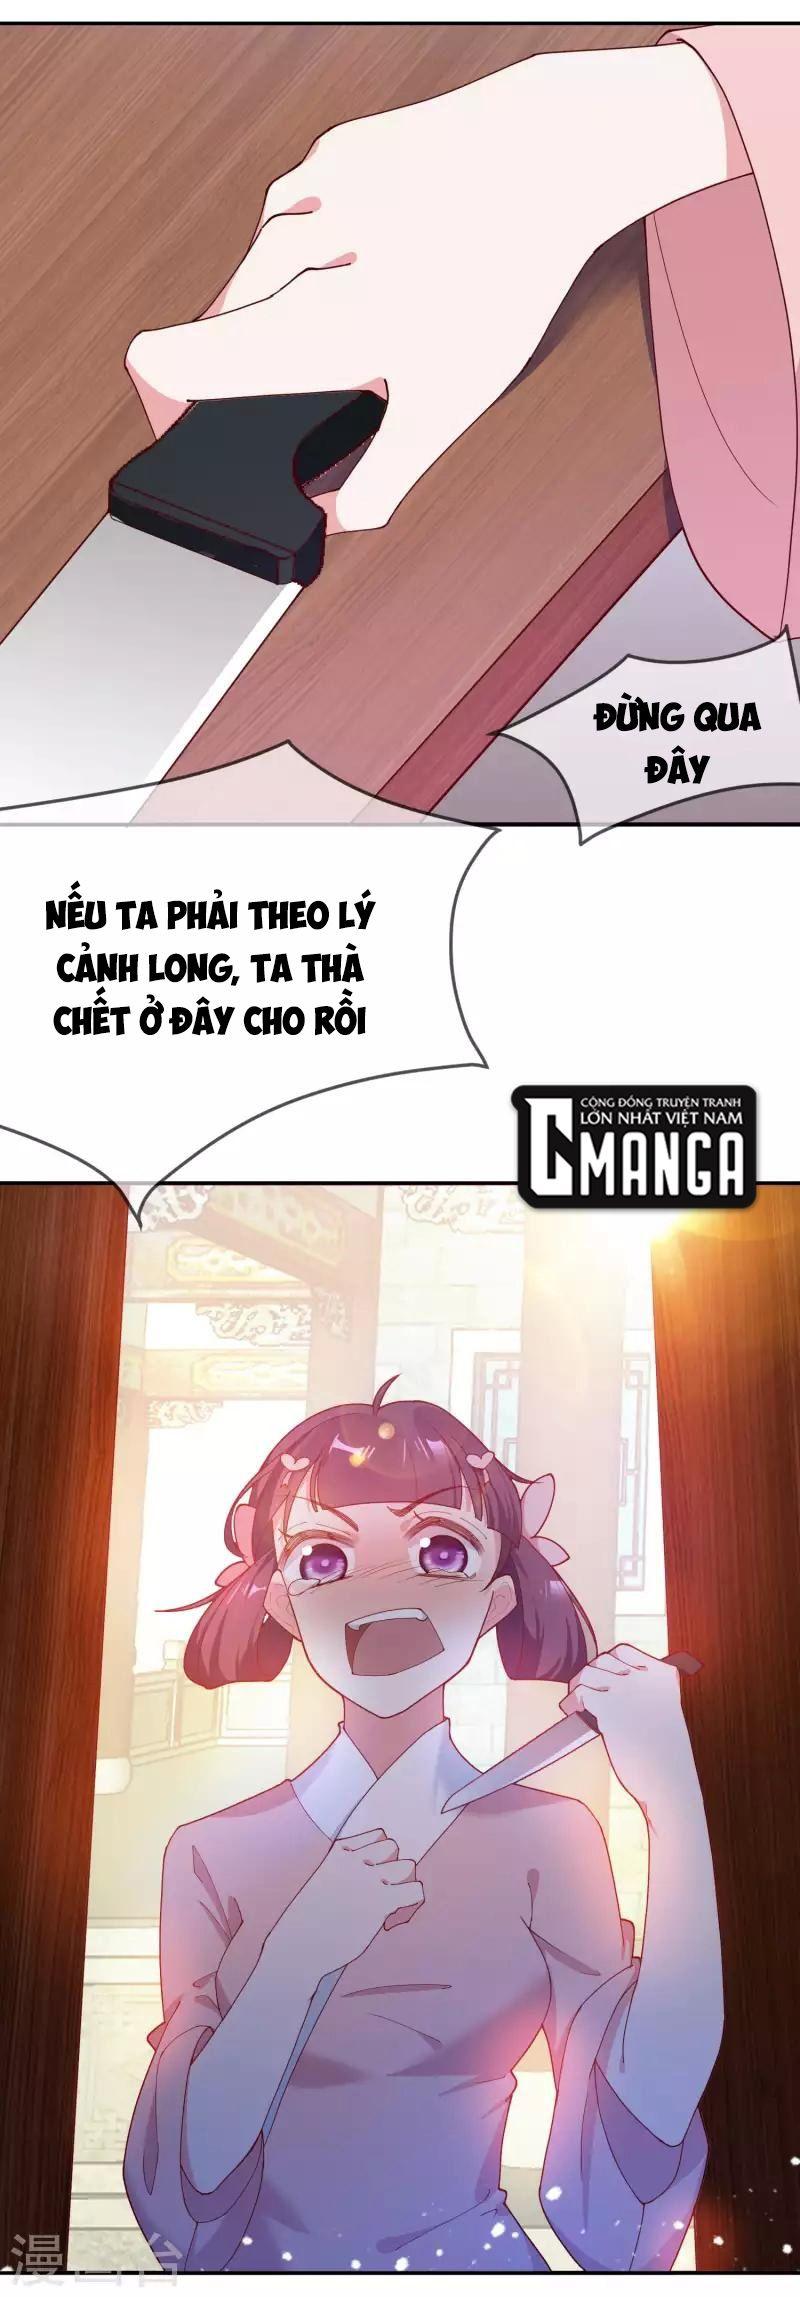 ĐỪNG QUA
ĐÂY
NẾU TA PHẢI THEO LÝ
CẢNH LONG, TA THÀ
CHẾT Ở ĐÂY CHO RỒI
CỘNG ĐỒNG TRUYỆN TRANH
LỚN NHẤT VIỆT NAM
CMANGA
漫画台